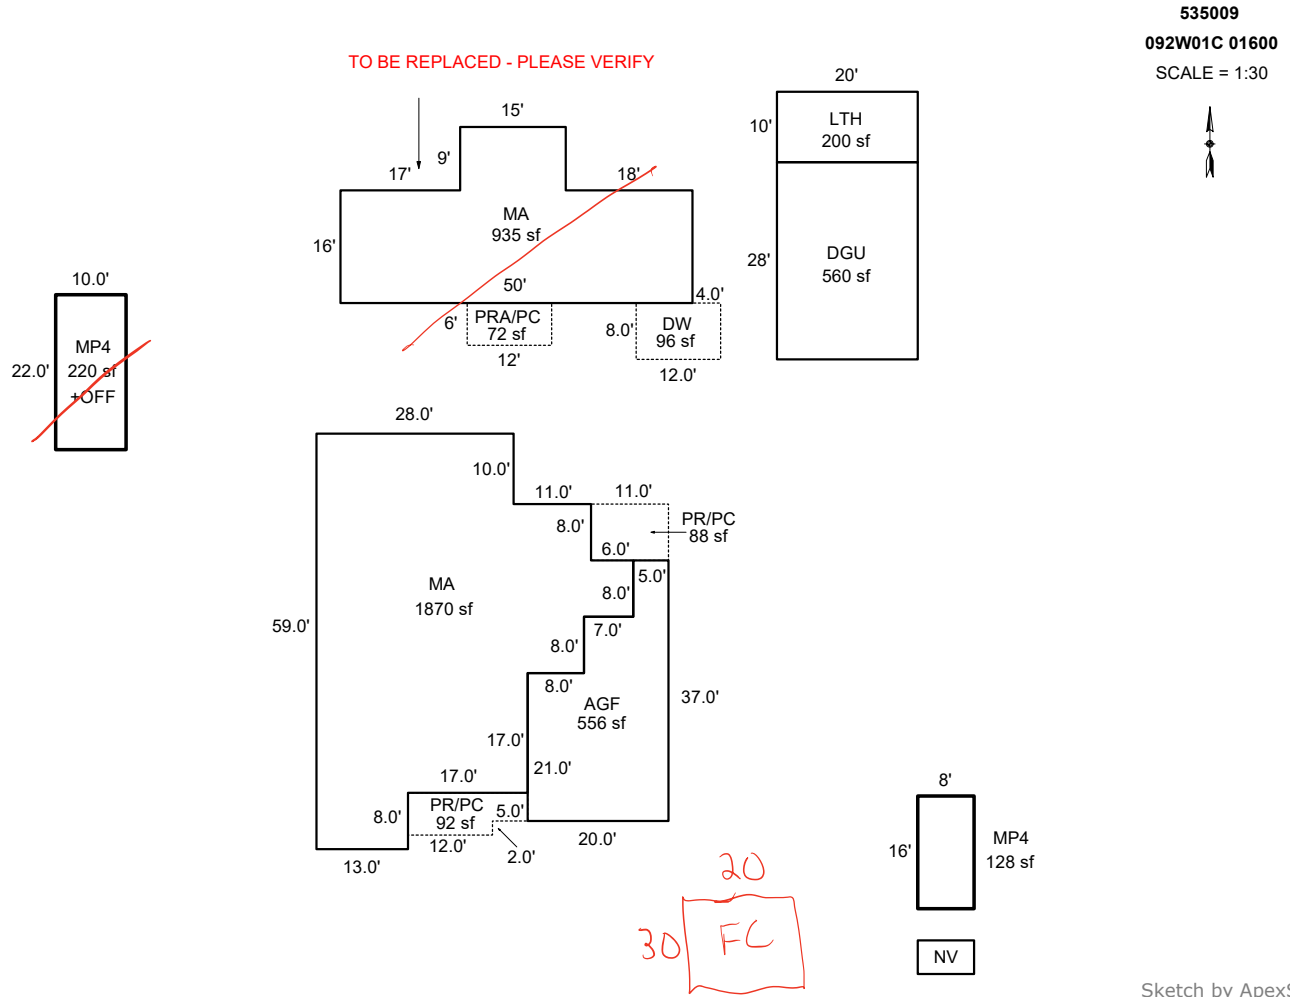 535009
092W01C 01600
SCALE = 1:30
TO BE REPLACED - PLEASE VERIFY
15'
9'
17'
18'
16'
MA
935 sf
50'
6'
PRA/PC
72 sf
12'
4.0'
8.0'
DW
96 sf
12.0'
20'
10'
LTH
200 sf
28'
DGU
560 sf
10.0'
22.0'
MP4
220 sf
+OFF
28.0'
10.0'
11.0'
11.0'
8.0'
PR/PC
88 sf
6.0'
5.0'
MA
1870 sf
8.0'
7.0'
59.0'
8.0'
8.0'
AGF
556 sf
37.0'
17.0'
21.0'
17.0'
8.0'
PR/PC
92 sf
5.0'
12.0'
2.0'
20.0'
13.0'
20
30
FC
8'
16'
MP4
128 sf
NV
Sketch by ApexS